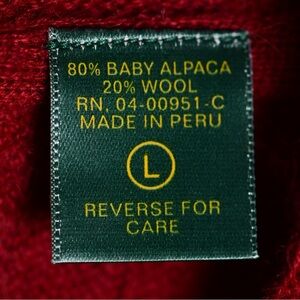 80% BABY ALPACA
20% WOOL
RN. 04-00951-C
MADE IN PERU
L
REVERSE FOR
CARE